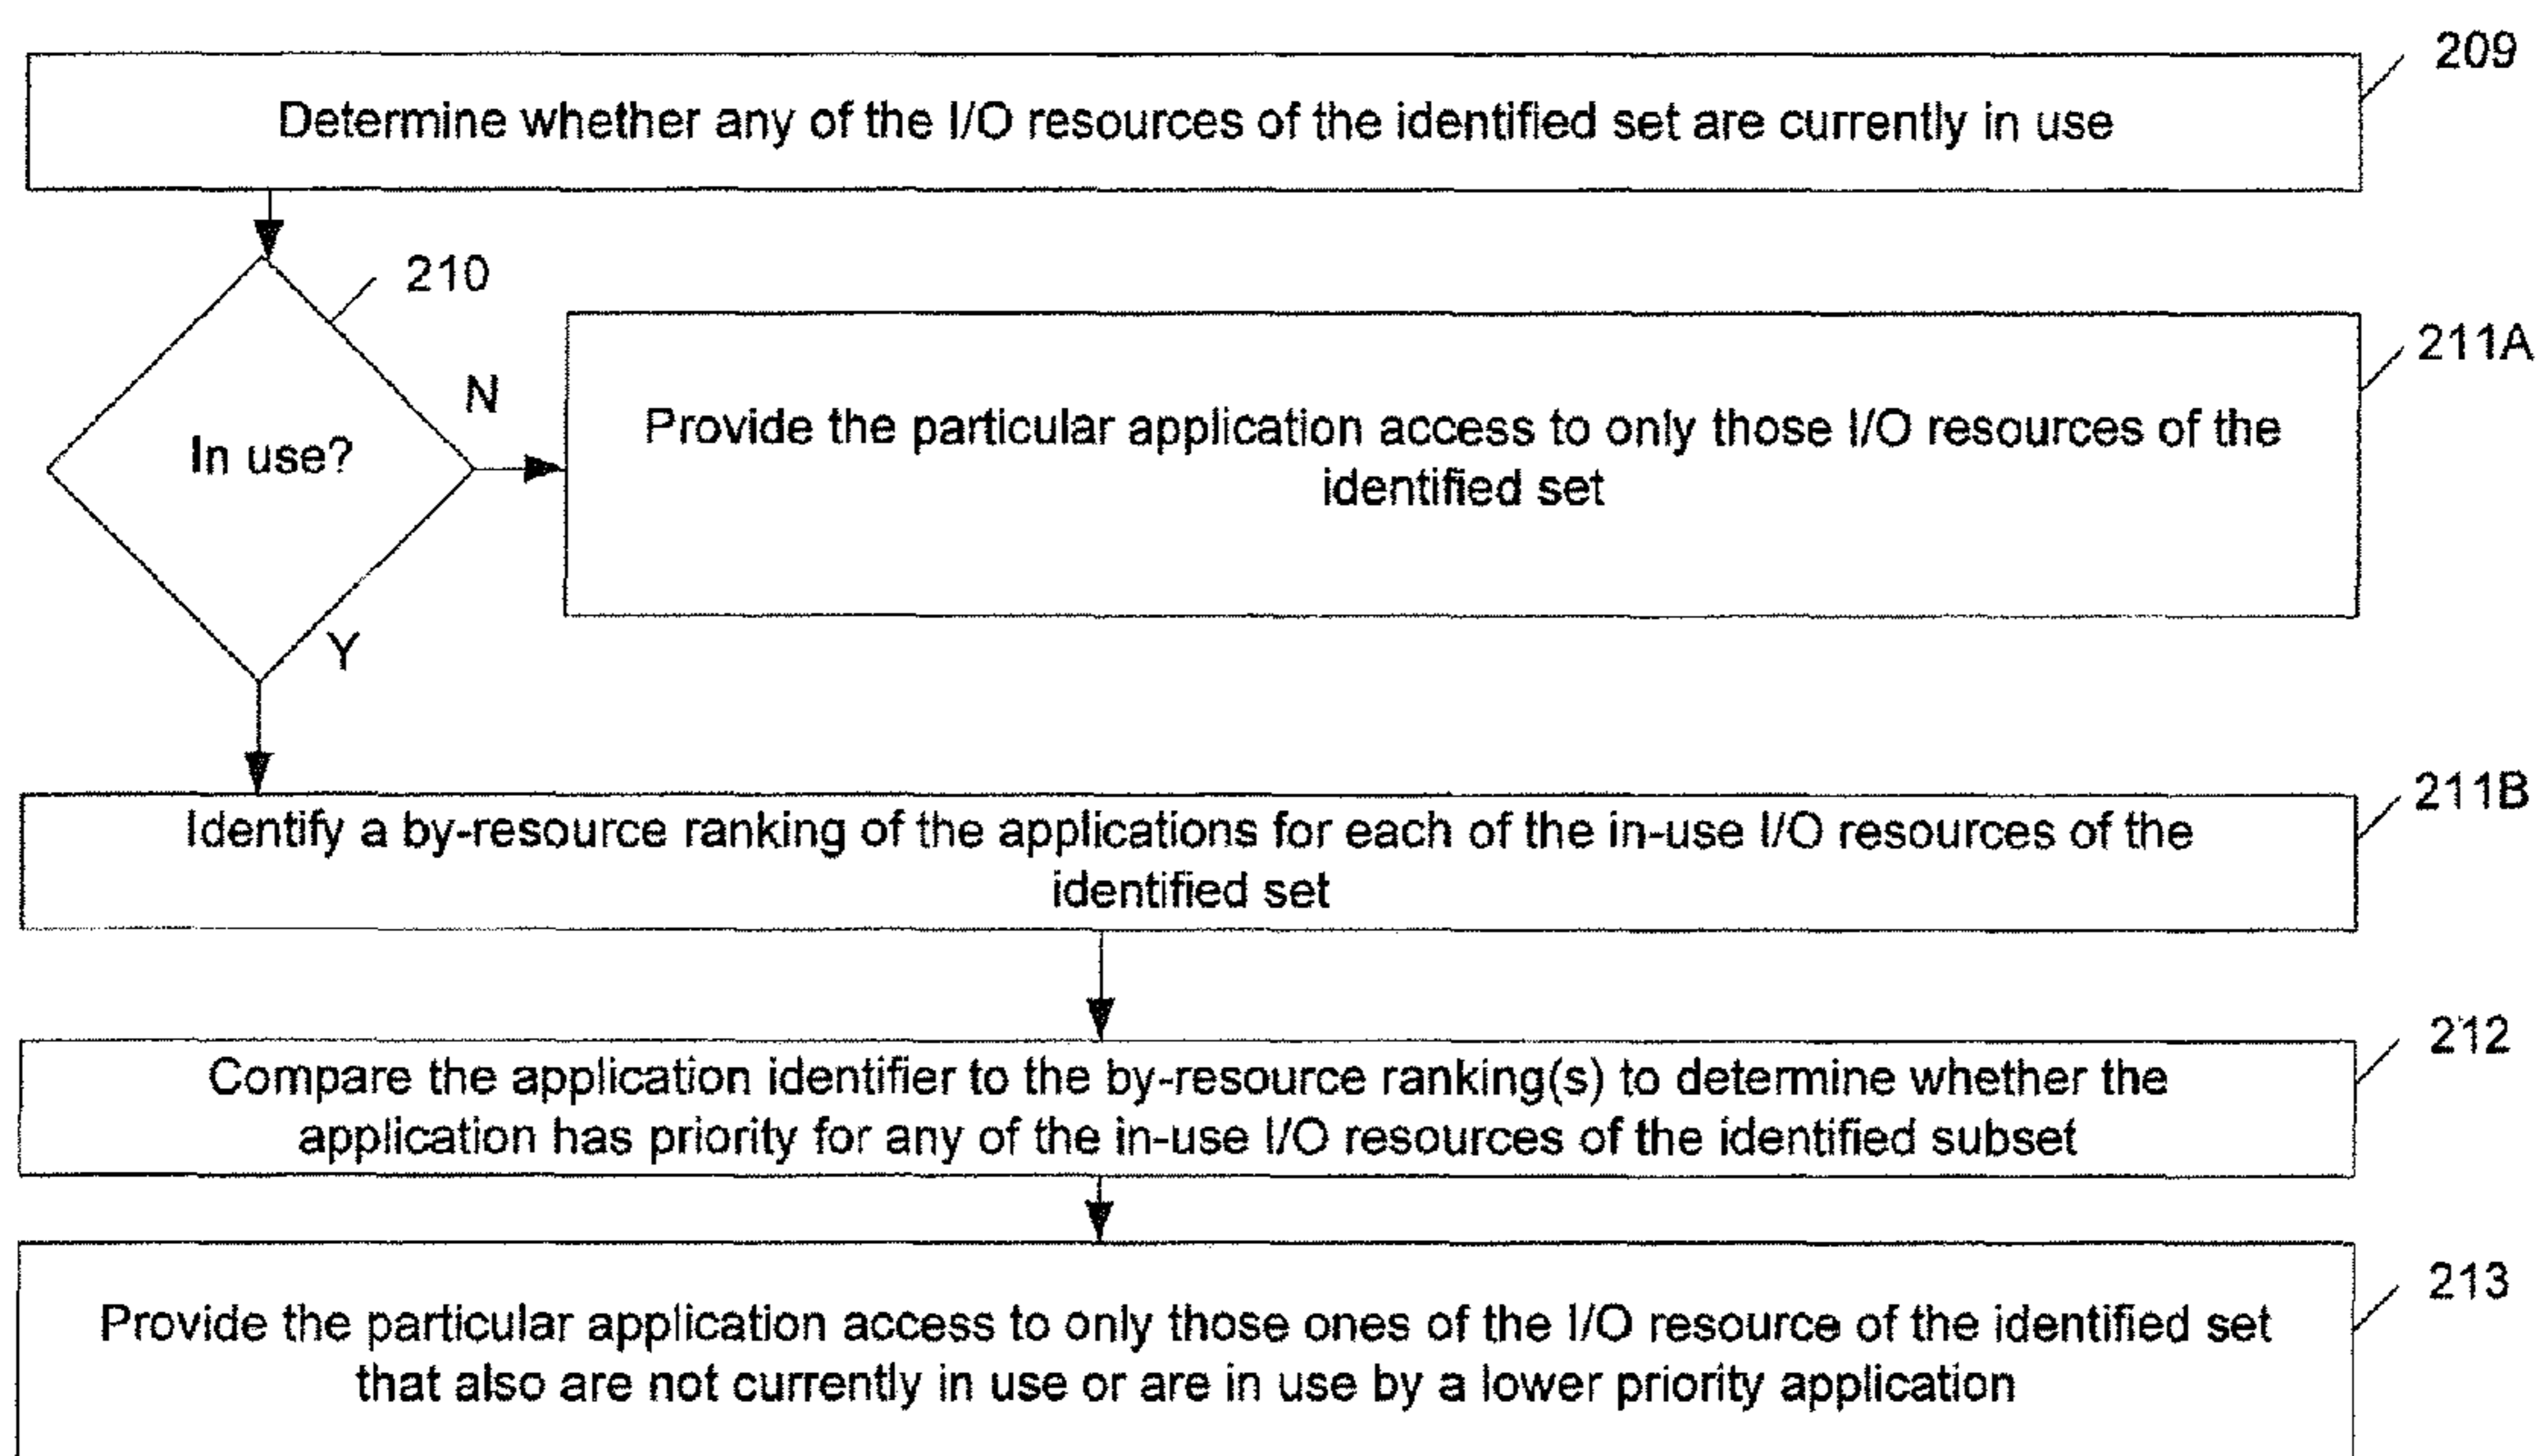 209
Determine whether any of the I/O resources of the identified set are currently in use
210
In use?
N
211A
Provide the particular application access to only those I/O resources of the
identified set
Y
211B
Identify a by-resource ranking of the applications for each of the in-use I/O resources of the
identified set
212
Compare the application identifier to the by-resource ranking(s) to determine whether the
application has priority for any of the in-use I/O resources of the identified subset
213
Provide the particular application access to only those ones of the I/O resource of the identified set
that also are not currently in use or are in use by a lower priority application